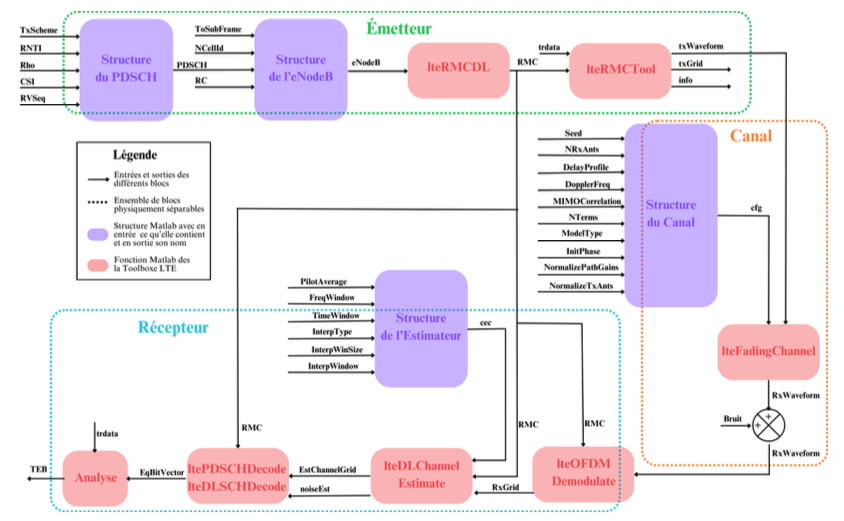 Émetteur
TxScheme
RNTI
Rho
CSI
RVSeq
Structure
du PDSCH
PDSCH
ToSubFrame
NCellId
RC
Structure
de l'eNodeB
eNodeB
lteRMCDL
RMC
trdata
lteRMCTool
txWaveform
txGrid
info
Légende
Entrées et sorties des
différents blocs
Ensemble de blocs
physiquement séparables
Structure Matlab avec en
entrée ce qu'elle contient
et en sortie son nom
Fonction Matlab des
la Toolboxe LTE
Canal
Seed
NRxAnts
DelayProfile
DopplerFreq
MIMOCorrelation
NTerms
ModelType
InitPhase
NormalizePathGains
NormalizeTxAnts
Structure
du Canal
cfg
lteFadingChannel
RxWaveform
Bruit
RxWaveform
Récepteur
PilotAverage
FreqWindow
TimeWindow
InterpType
InterpWinSize
InterpWindow
Structure
de l'Estimateur
cec
RMC
RMC
RMC
trdata
TEB
Analyse
EqBitVector
ltePDSCHDecode
lteDLSCHDecode
EstChannelGrid
noiseEst
lteDLChannel
Estimate
RxGrid
lteOFDM
Demodulate